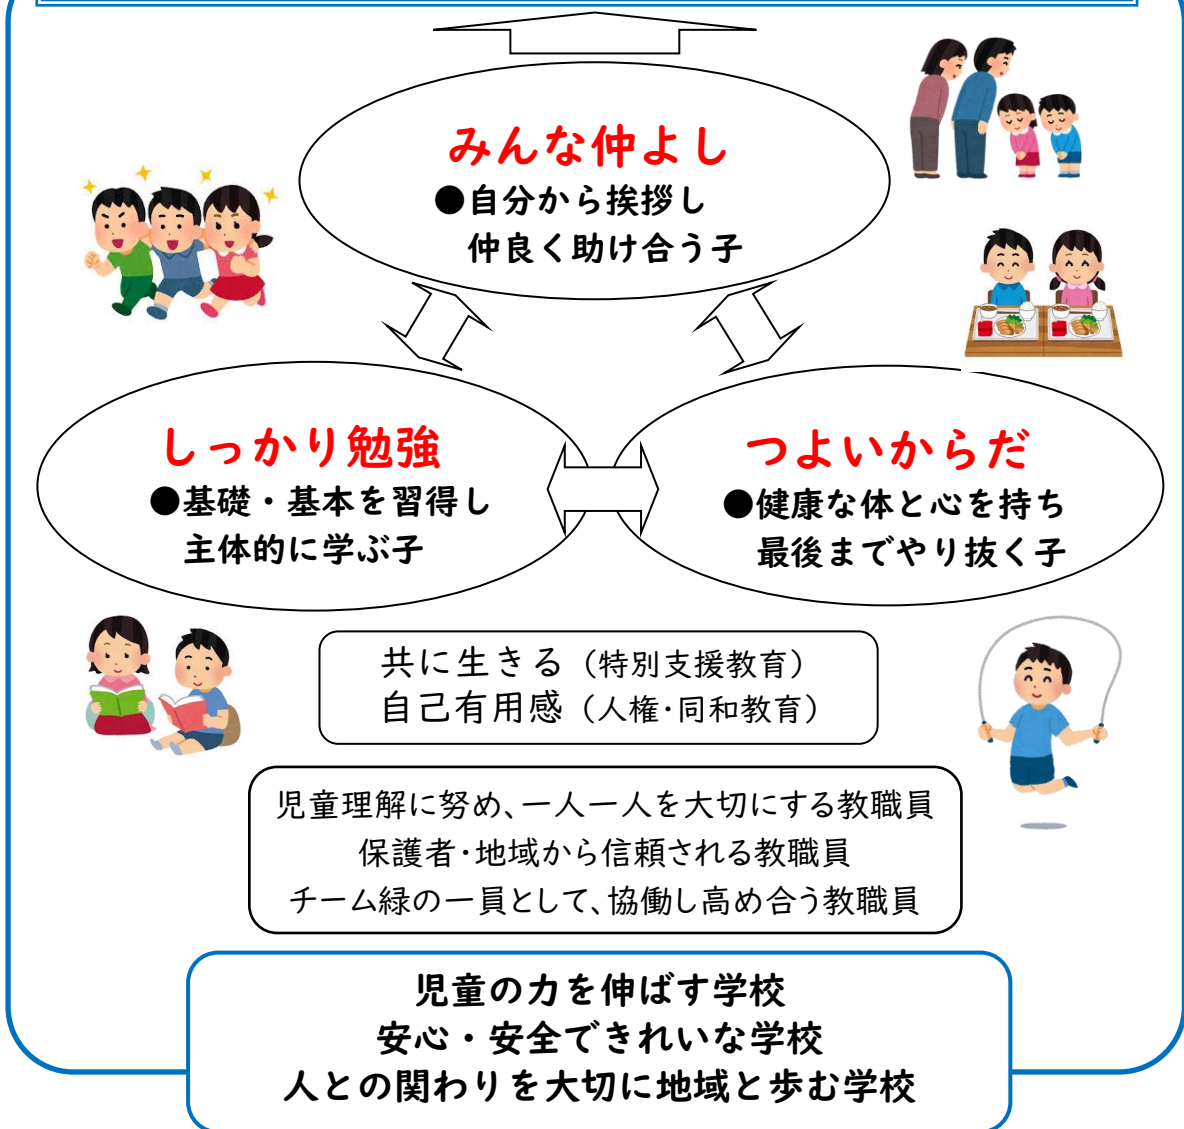 みんな仲よし
●自分から挨拶し
仲良く助け合う子
しっかり勉強
●基礎・基本を習得し
主体的に学ぶ子
つよいからだ
●健康な体と心を持ち
最後までやり抜く子
共に生きる（特別支援教育）
自己有用感（人権・同和教育）
児童理解に努め、一人一人を大切にする教職員
保護者・地域から信頼される教職員
チーム緑の一員として、協働し高め合う教職員
児童の力を伸ばす学校
安心・安全できれいな学校
人との関わりを大切に地域と歩む学校